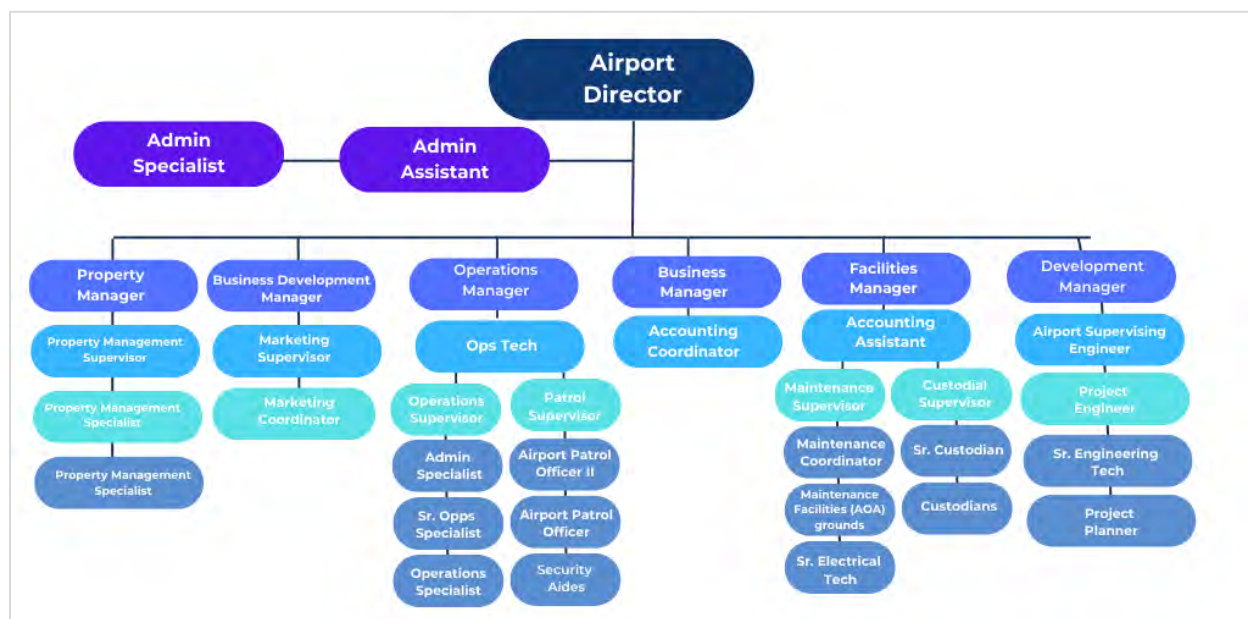 Airport
Director
Admin
Specialist
Admin
Assistant
Property
Manager
Property Management
Supervisor
Property Management
Specialist
Property Management
Specialist
Business Development
Manager
Marketing
Supervisor
Marketing
Coordinator
Operations
Manager
Ops Tech
Operations
Supervisor
Admin
Specialist
Sr. Opps
Specialist
Operations
Specialist
Patrol
Supervisor
Airport Patrol
Officer II
Airport Patrol
Officer
Security
Aides
Business
Manager
Accounting
Coordinator
Facilities
Manager
Accounting
Assistant
Maintenance
Supervisor
Maintenance
Coordinator
Maintenance
Facilities (AOA)
grounds
Sr. Electrical
Tech
Custodial
Supervisor
Sr. Custodian
Custodians
Development
Manager
Airport Supervising
Engineer
Project
Engineer
Sr. Engineering
Tech
Project
Planner